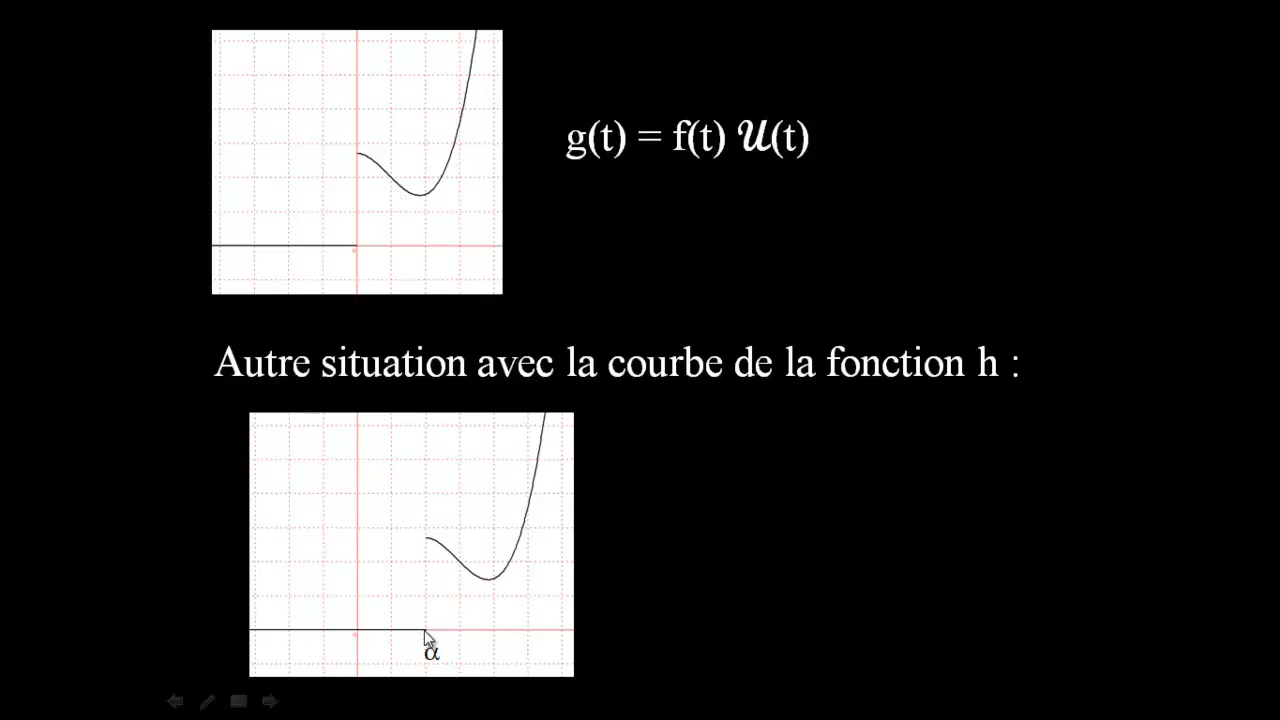 g(t) = f(t) 𝒰(t)
Autre situation avec la courbe de la fonction h :
α